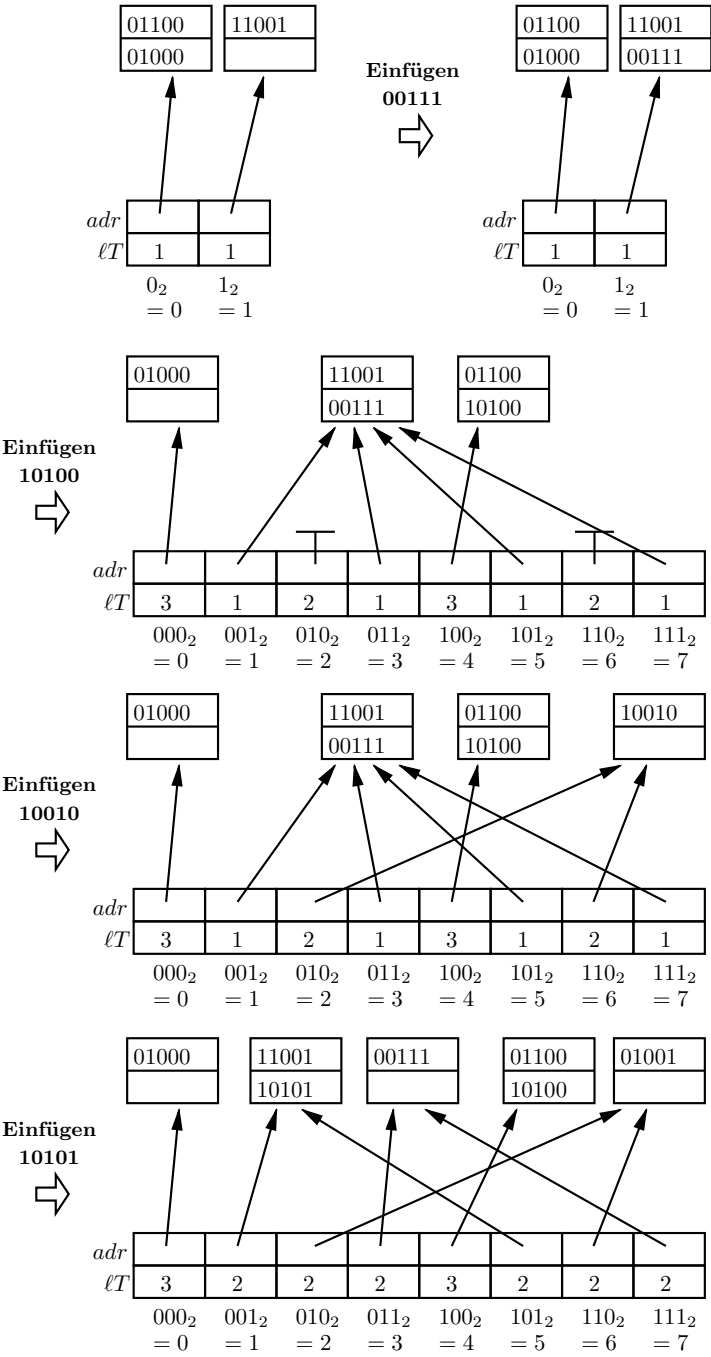 01100 11001
01000
Einfügen
00111
01100 11001
01000 00111
adr
ℓT 1 1
0₂ 1₂
= 0 = 1
adr
ℓT 1 1
0₂ 1₂
= 0 = 1
01000 11001 01100
00111 10100
Einfügen
10100
adr
ℓT 3 1 2 1 3 1 2 1
000₂ 001₂ 010₂ 011₂ 100₂ 101₂ 110₂ 111₂
= 0 = 1 = 2 = 3 = 4 = 5 = 6 = 7
01000 11001 01100 10010
00111 10100
Einfügen
10010
adr
ℓT 3 1 2 1 3 1 2 1
000₂ 001₂ 010₂ 011₂ 100₂ 101₂ 110₂ 111₂
= 0 = 1 = 2 = 3 = 4 = 5 = 6 = 7
01000 11001 00111 01100 01001
10101 10100
Einfügen
10101
adr
ℓT 3 2 2 2 3 2 2 2
000₂ 001₂ 010₂ 011₂ 100₂ 101₂ 110₂ 111₂
= 0 = 1 = 2 = 3 = 4 = 5 = 6 = 7